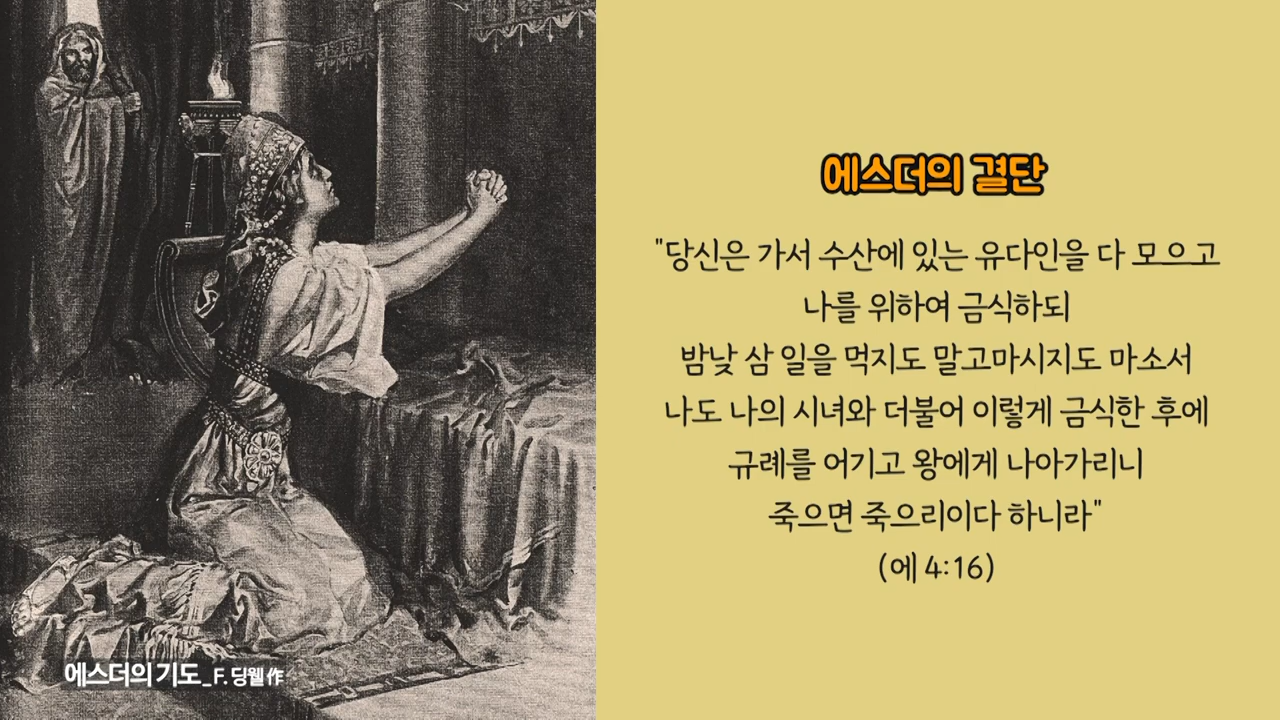 에스더의 결단
"당신은 가서 수산에 있는 유다인을 다 모으고
나를 위하여 금식하되
밤낮 삼 일을 먹지도 말고마시지도 마소서
나도 나의 시녀와 더불어 이렇게 금식한 후에
규례를 어기고 왕에게 나아가리니
죽으면 죽으리이다 하니라"
(에 4:16)
에스더의 기도_F. 딩웰 作